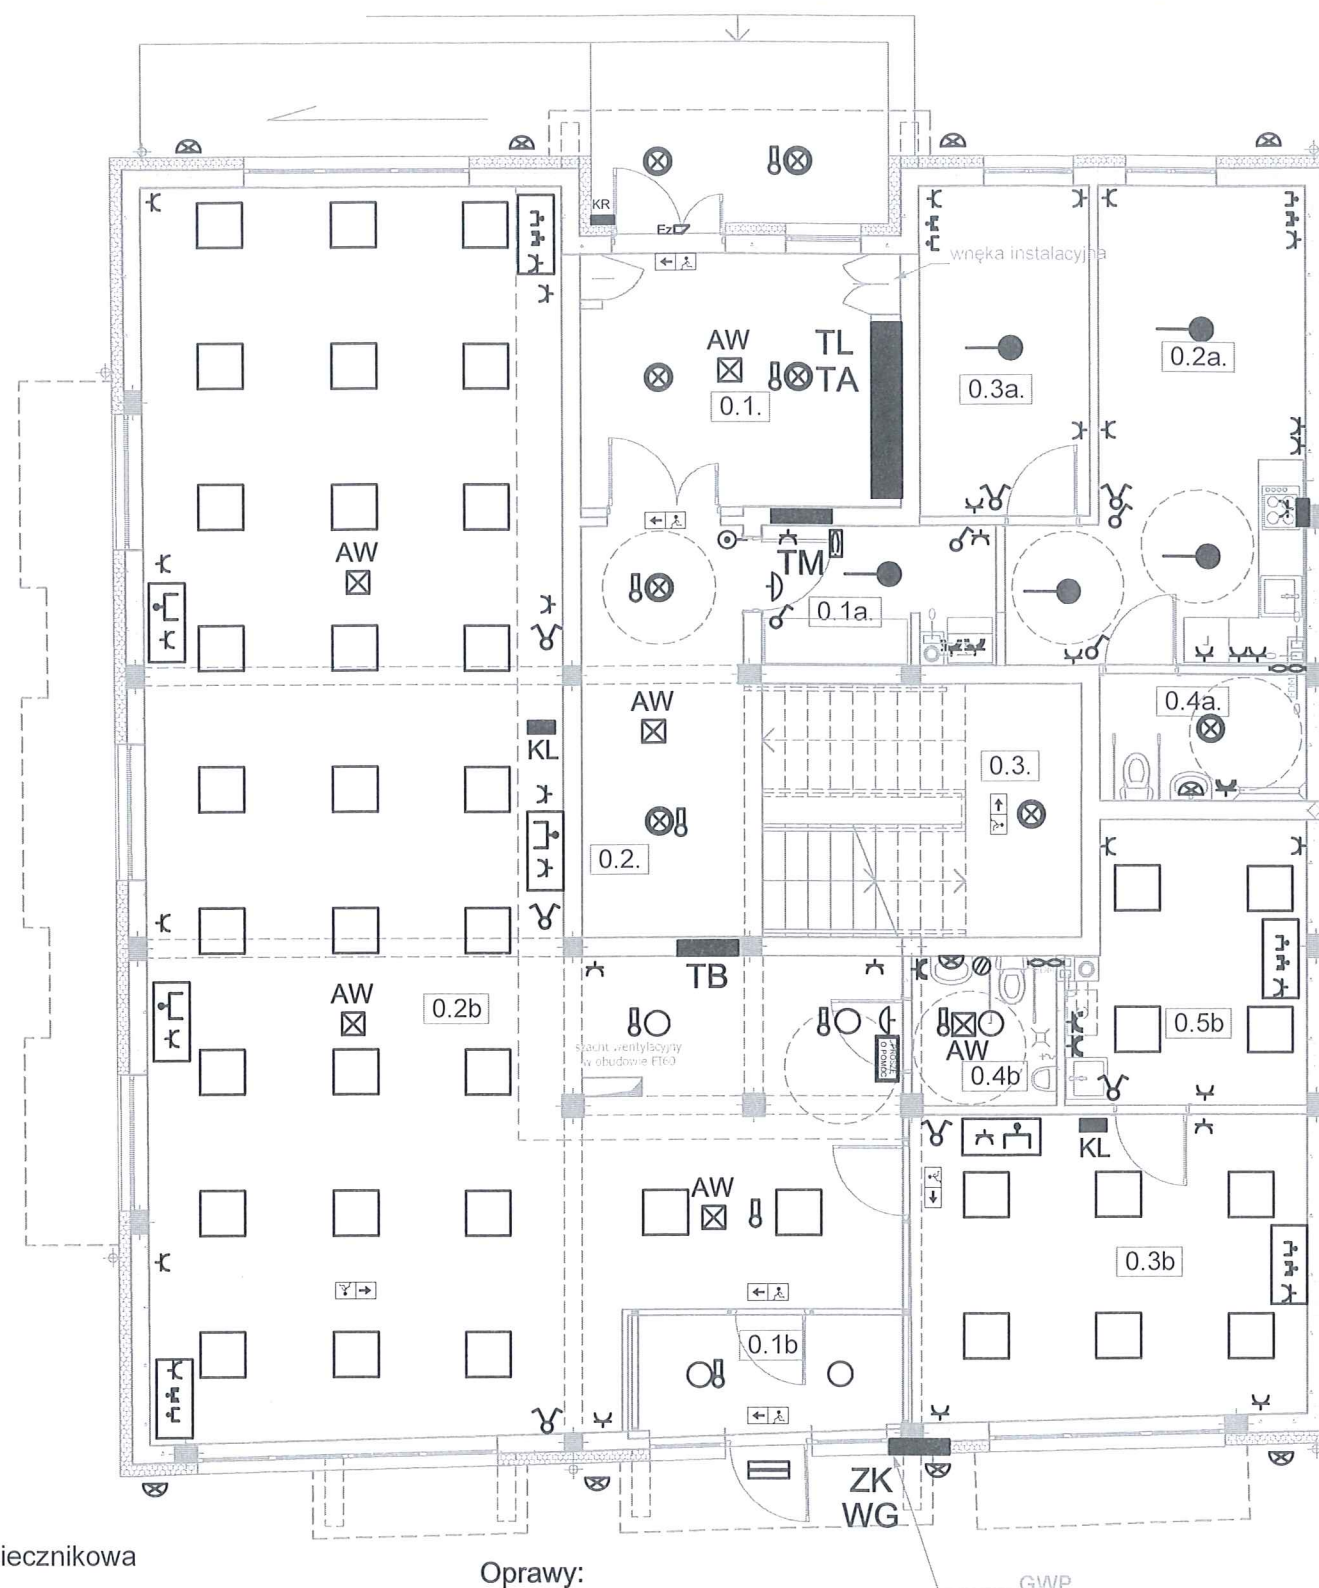 KR
Ez
wnęka instalacyjna
AW
TL
TA
0.1.
0.3a.
0.2a.
AW
TM
0.1a.
AW
KL
0.3.
0.4a.
0.2.
TB
AW
0.2b
szacht wentylacyjny
w obudowie EI60
PROSZĘ
O POMOC
AW
0.4b
0.5b
KL
AW
0.3b
0.1b
ZK
WG
iecznikowa
Oprawy:
GWP